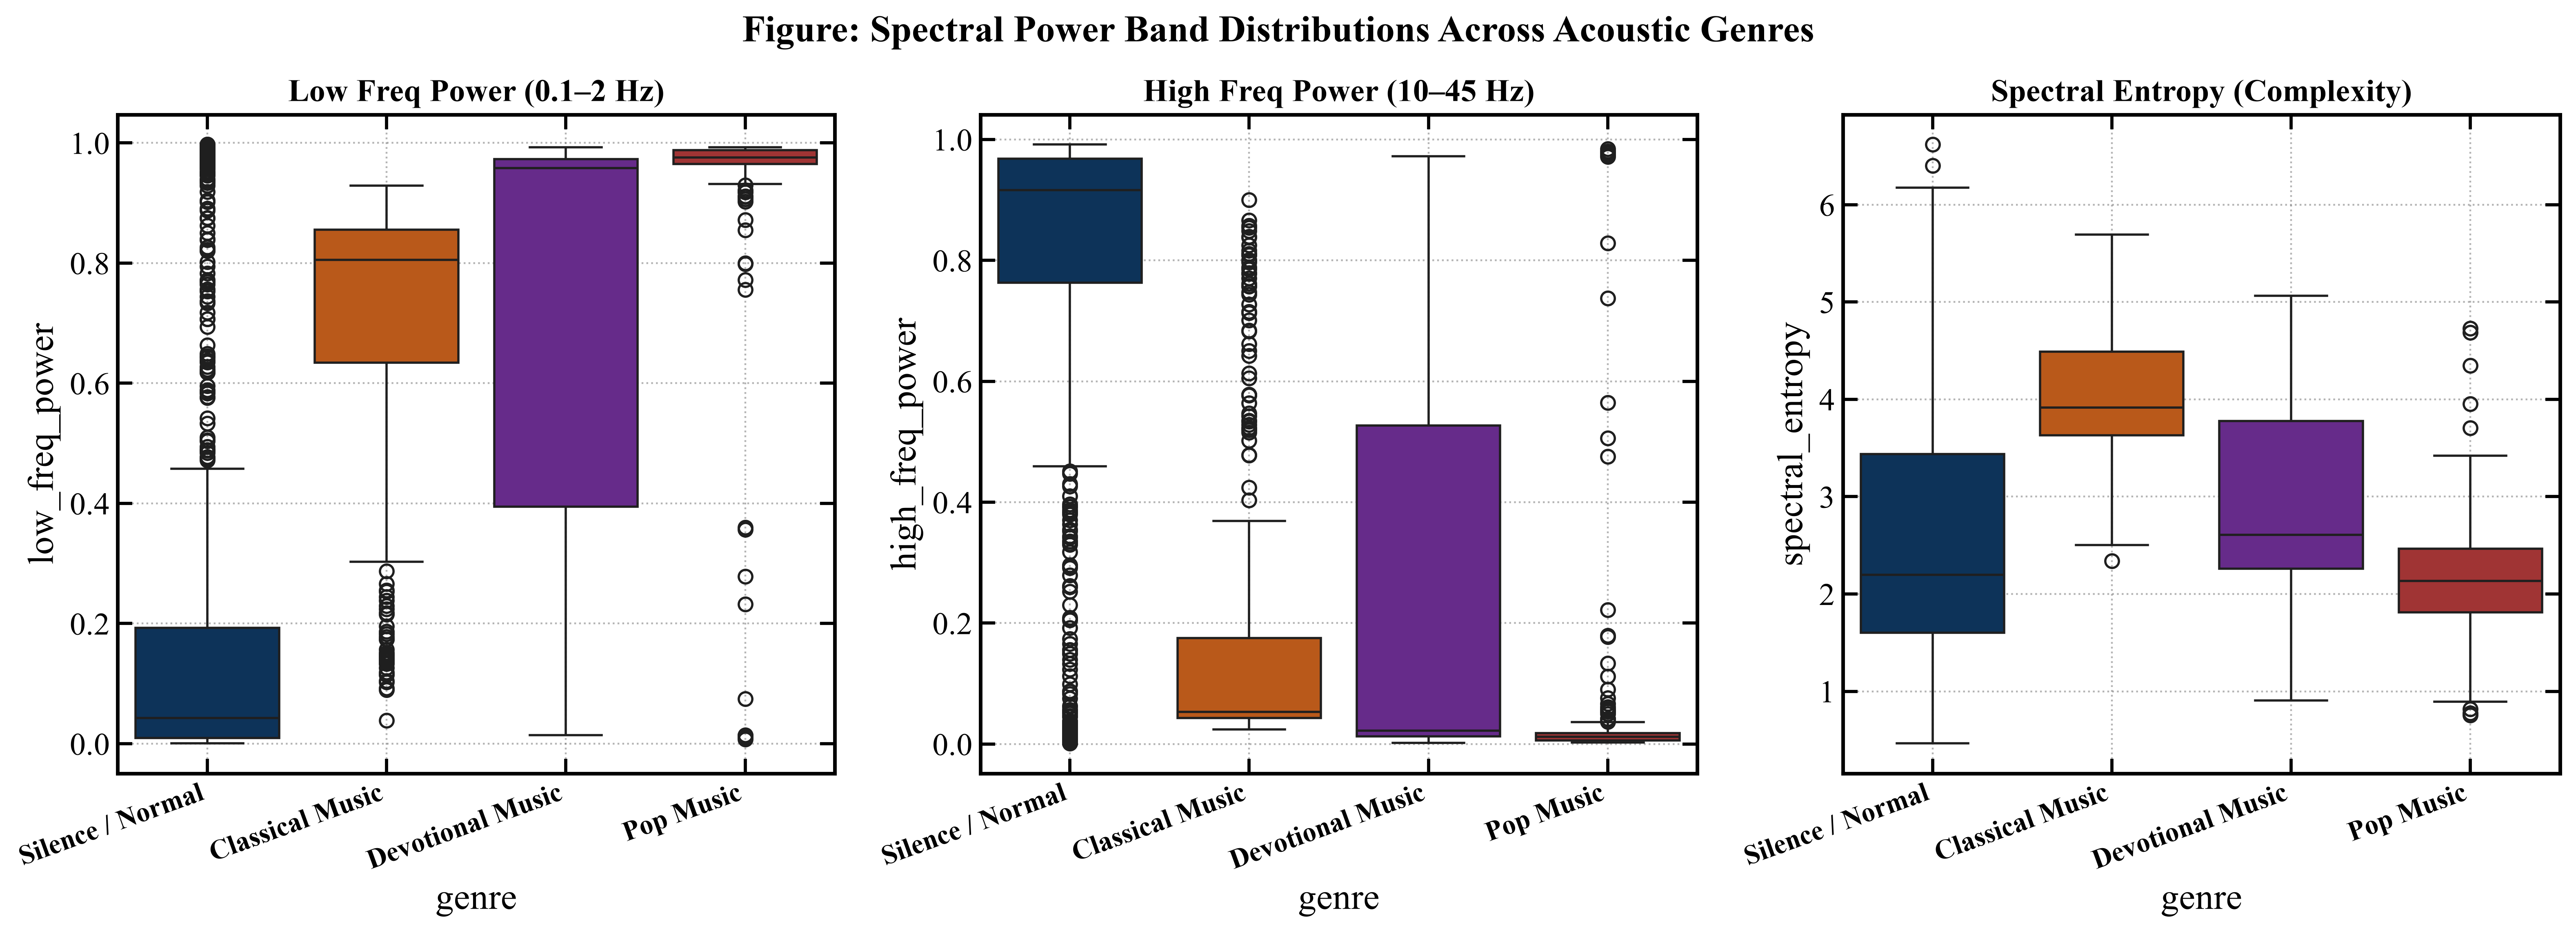 Figure: Spectral Power Band Distributions Across Acoustic Genres
Low Freq Power (0.1–2 Hz)
low_freq_power
1.0
0.8
0.6
0.4
0.2
0.0
Silence / Normal
Classical Music
Devotional Music
Pop Music
genre
High Freq Power (10–45 Hz)
high_freq_power
1.0
0.8
0.6
0.4
0.2
0.0
Silence / Normal
Classical Music
Devotional Music
Pop Music
genre
Spectral Entropy (Complexity)
spectral_entropy
6
5
4
3
2
1
Silence / Normal
Classical Music
Devotional Music
Pop Music
genre